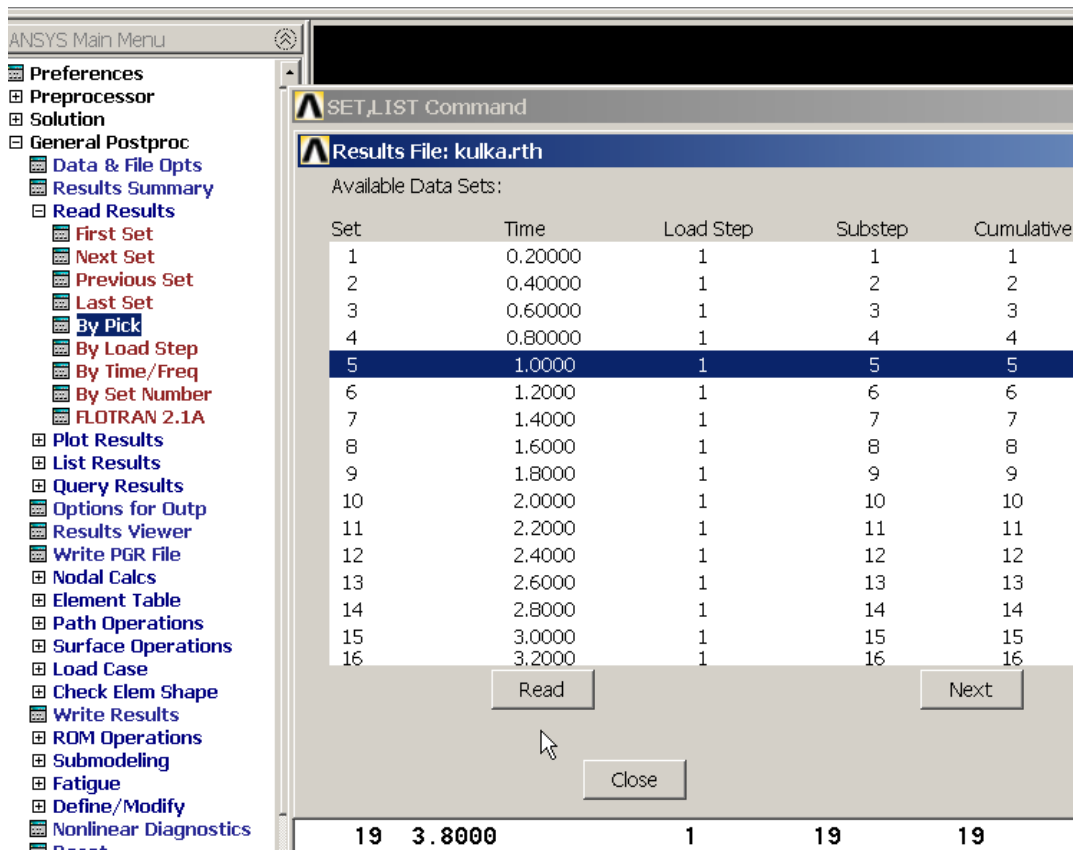 ANSYS Main Menu
Preferences
Preprocessor
Solution
General Postproc
Data & File Opts
Results Summary
Read Results
First Set
Next Set
Previous Set
Last Set
By Pick
By Load Step
By Time/Freq
By Set Number
FLOTRAN 2.1A
Plot Results
List Results
Query Results
Options for Outp
Results Viewer
Write PGR File
Nodal Calcs
Element Table
Path Operations
Surface Operations
Load Case
Check Elem Shape
Write Results
ROM Operations
Submodeling
Fatigue
Define/Modify
Nonlinear Diagnostics
Reset
SET,LIST Command
Results File: kulka.rth
Available Data Sets:
Set Time Load Step Substep Cumulative
1 0.20000 1 1 1
2 0.40000 1 2 2
3 0.60000 1 3 3
4 0.80000 1 4 4
5 1.0000 1 5 5
6 1.2000 1 6 6
7 1.4000 1 7 7
8 1.6000 1 8 8
9 1.8000 1 9 9
10 2.0000 1 10 10
11 2.2000 1 11 11
12 2.4000 1 12 12
13 2.6000 1 13 13
14 2.8000 1 14 14
15 3.0000 1 15 15
16 3.2000 1 16 16
Read Next
Close
19 3.8000 1 19 19